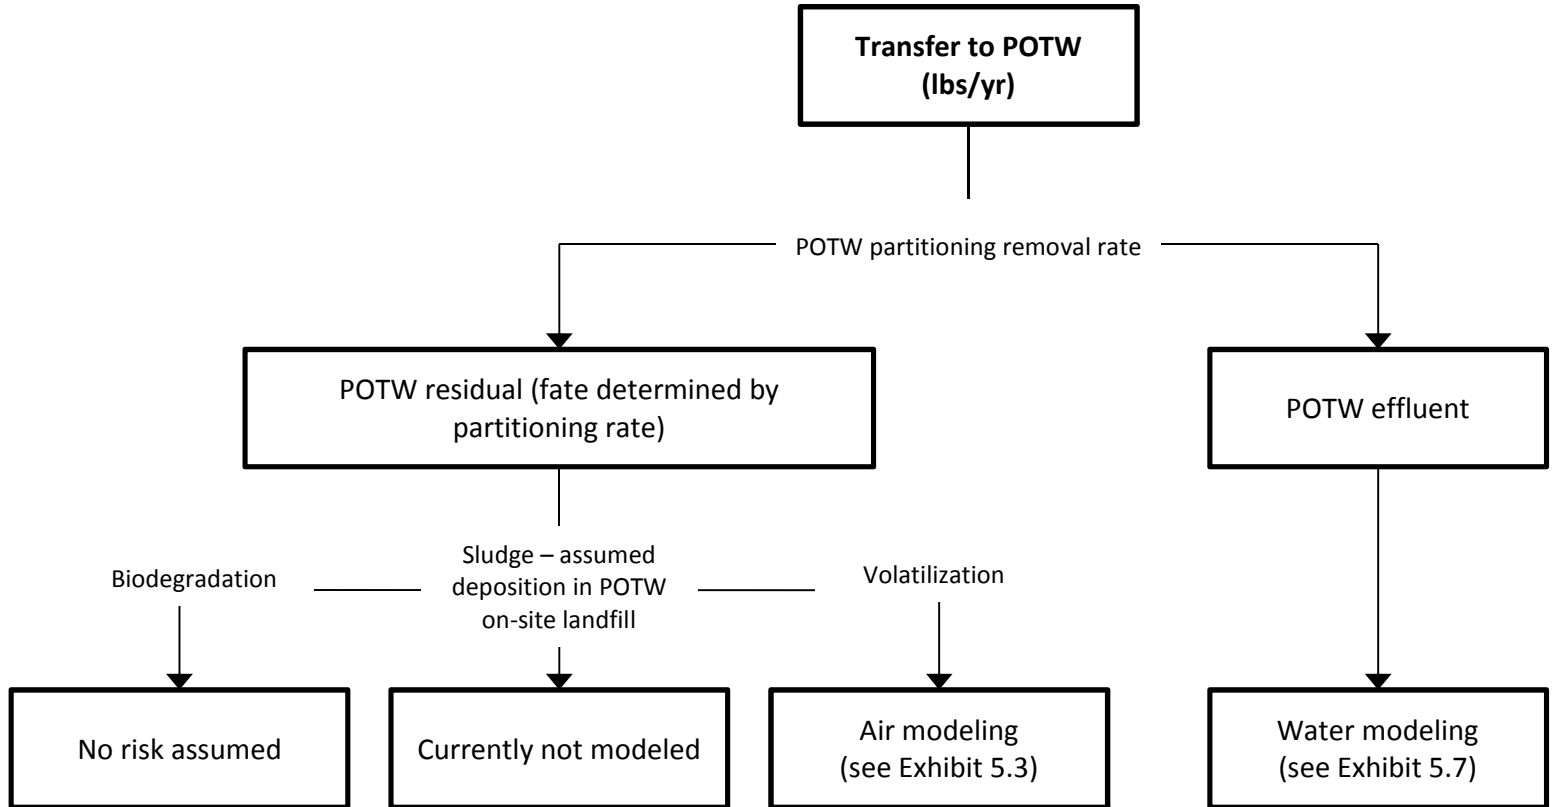 Transfer to POTW
(lbs/yr)
POTW partitioning removal rate
POTW residual (fate determined by
partitioning rate)
POTW effluent
Biodegradation
Sludge – assumed
deposition in POTW
on-site landfill
Volatilization
No risk assumed
Currently not modeled
Air modeling
(see Exhibit 5.3)
Water modeling
(see Exhibit 5.7)